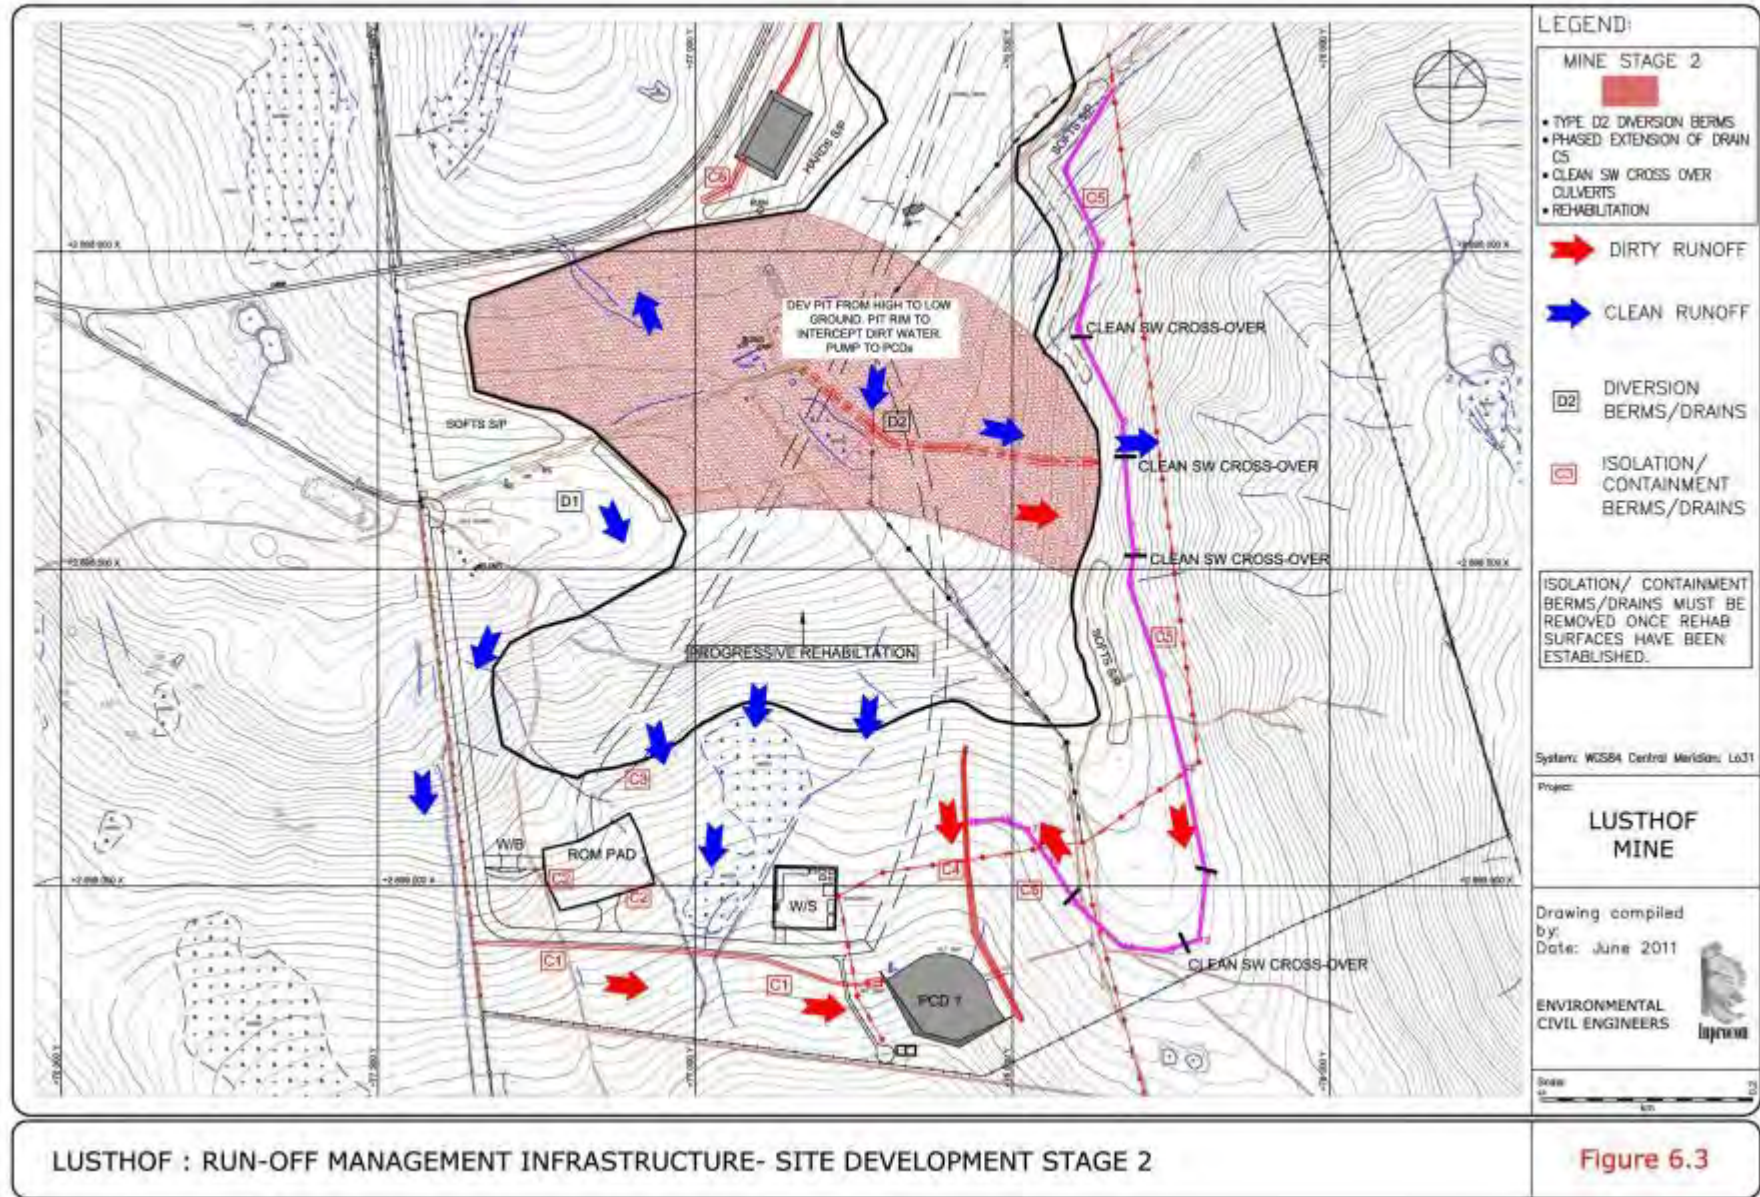 LEGEND:
MINE STAGE 2
• TYPE D2 DIVERSION BERMS
• PHASED EXTENSION OF DRAIN
C5
• CLEAN SW CROSS OVER
CULVERTS
• REHABILITATION
DIRTY RUNOFF
CLEAN RUNOFF
D2
DIVERSION
BERMS/DRAINS
C3
ISOLATION/
CONTAINMENT
BERMS/DRAINS
ISOLATION/ CONTAINMENT
BERMS/DRAINS MUST BE
REMOVED ONCE REHAB
SURFACES HAVE BEEN
ESTABLISHED.
System: WGS84 Central Meridian: Lo31
Project:
LUSTHOF
MINE
Drawing compiled
by:
Date: June 2011
ENVIRONMENTAL
CIVIL ENGINEERS
Inprocon
Scale:
km
HARDS S/P
SOFTS S/P
C6
C5
DEV PIT FROM HIGH TO LOW
GROUND. PIT RIM TO
INTERCEPT DIRT WATER.
PUMP TO PCDs
CLEAN SW CROSS-OVER
SOFTS S/P
D2
CLEAN SW CROSS-OVER
D1
CLEAN SW CROSS-OVER
C5
PROGRESSIVE REHABILTATION
SOFTS S/P
C3
W/B
ROM PAD
C2
C2
W/S
C4
C5
CLEAN SW CROSS-OVER
C1
C1
PCD 1
LUSTHOF : RUN-OFF MANAGEMENT INFRASTRUCTURE- SITE DEVELOPMENT STAGE 2
Figure 6.3